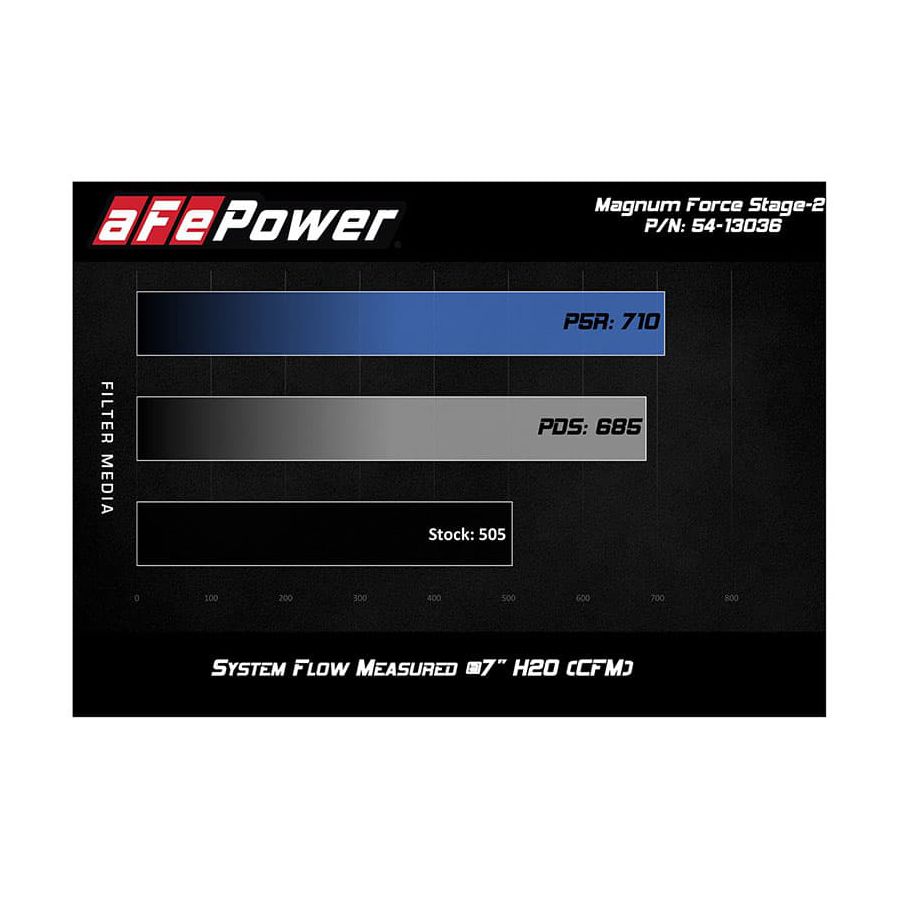 aFePower
Magnum Force Stage-2
P/N: 54-13036
P5R: 710
PDS: 685
Stock: 505
FILTER MEDIA
0 100 200 300 400 500 600 700 800
System Flow Measured @7" H2O (CFM)